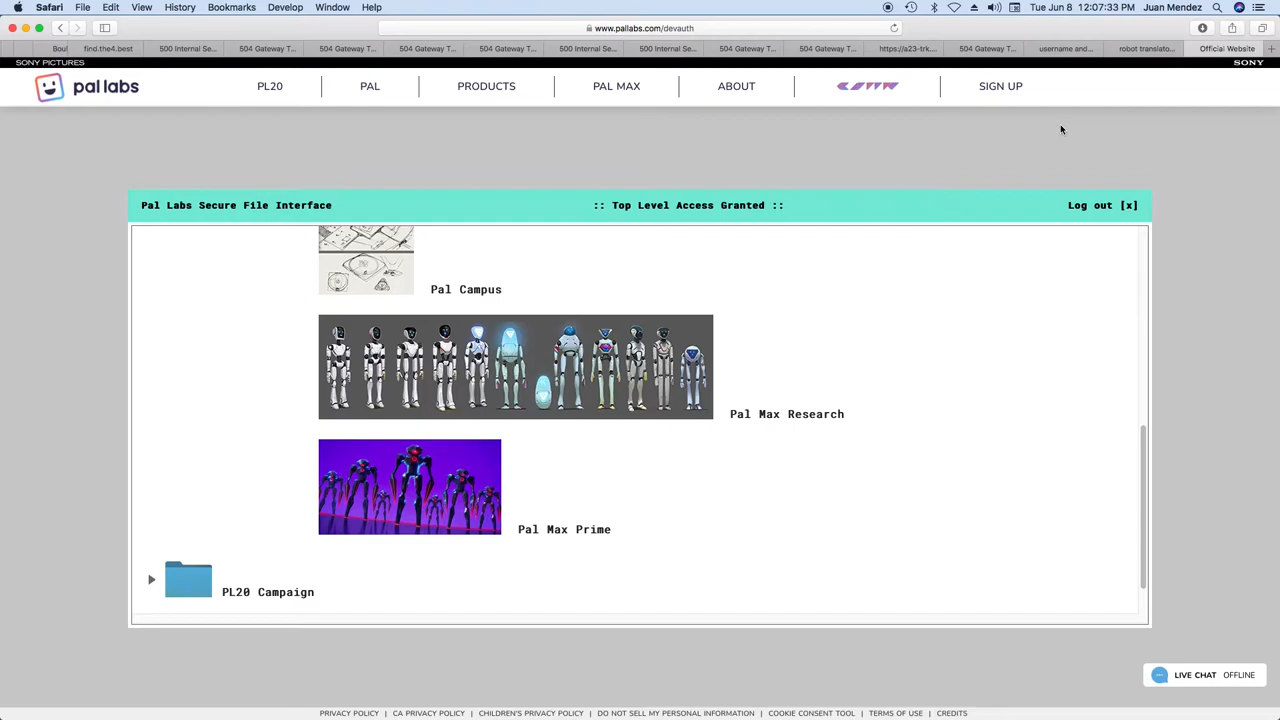 Safari File Edit View History Bookmarks Develop Window Help Tue Jun 8 12:07:33 PM Juan Mendez
www.pallabs.com/devauth
Boul find.the4.best 500 Internal Se... 504 Gateway T... 504 Gateway T... 504 Gateway T... 504 Gateway T... 500 Internal Se... 500 Internal Se... 504 Gateway T... 504 Gateway T... https://a23-trk.... 504 Gateway T... username and... robot translato... Official Website
SONY PICTURES SONY
pal labs PL20 PAL PRODUCTS PAL MAX ABOUT SIGN UP
Pal Labs Secure File Interface :: Top Level Access Granted :: Log out [x]
Pal Campus
Pal Max Research
Pal Max Prime
PL20 Campaign
LIVE CHAT OFFLINE
PRIVACY POLICY CA PRIVACY POLICY CHILDREN'S PRIVACY POLICY DO NOT SELL MY PERSONAL INFORMATION COOKIE CONSENT TOOL TERMS OF USE CREDITS